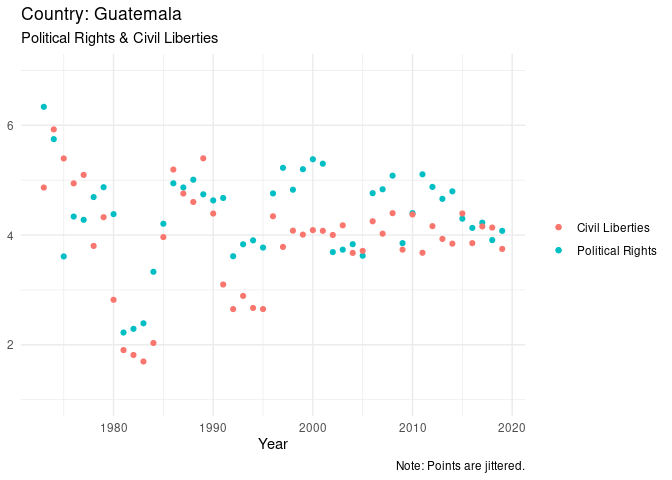 Country: Guatemala
Political Rights & Civil Liberties
6
4
2
Civil Liberties
Political Rights
1980 1990 2000 2010 2020
Year
Note: Points are jittered.